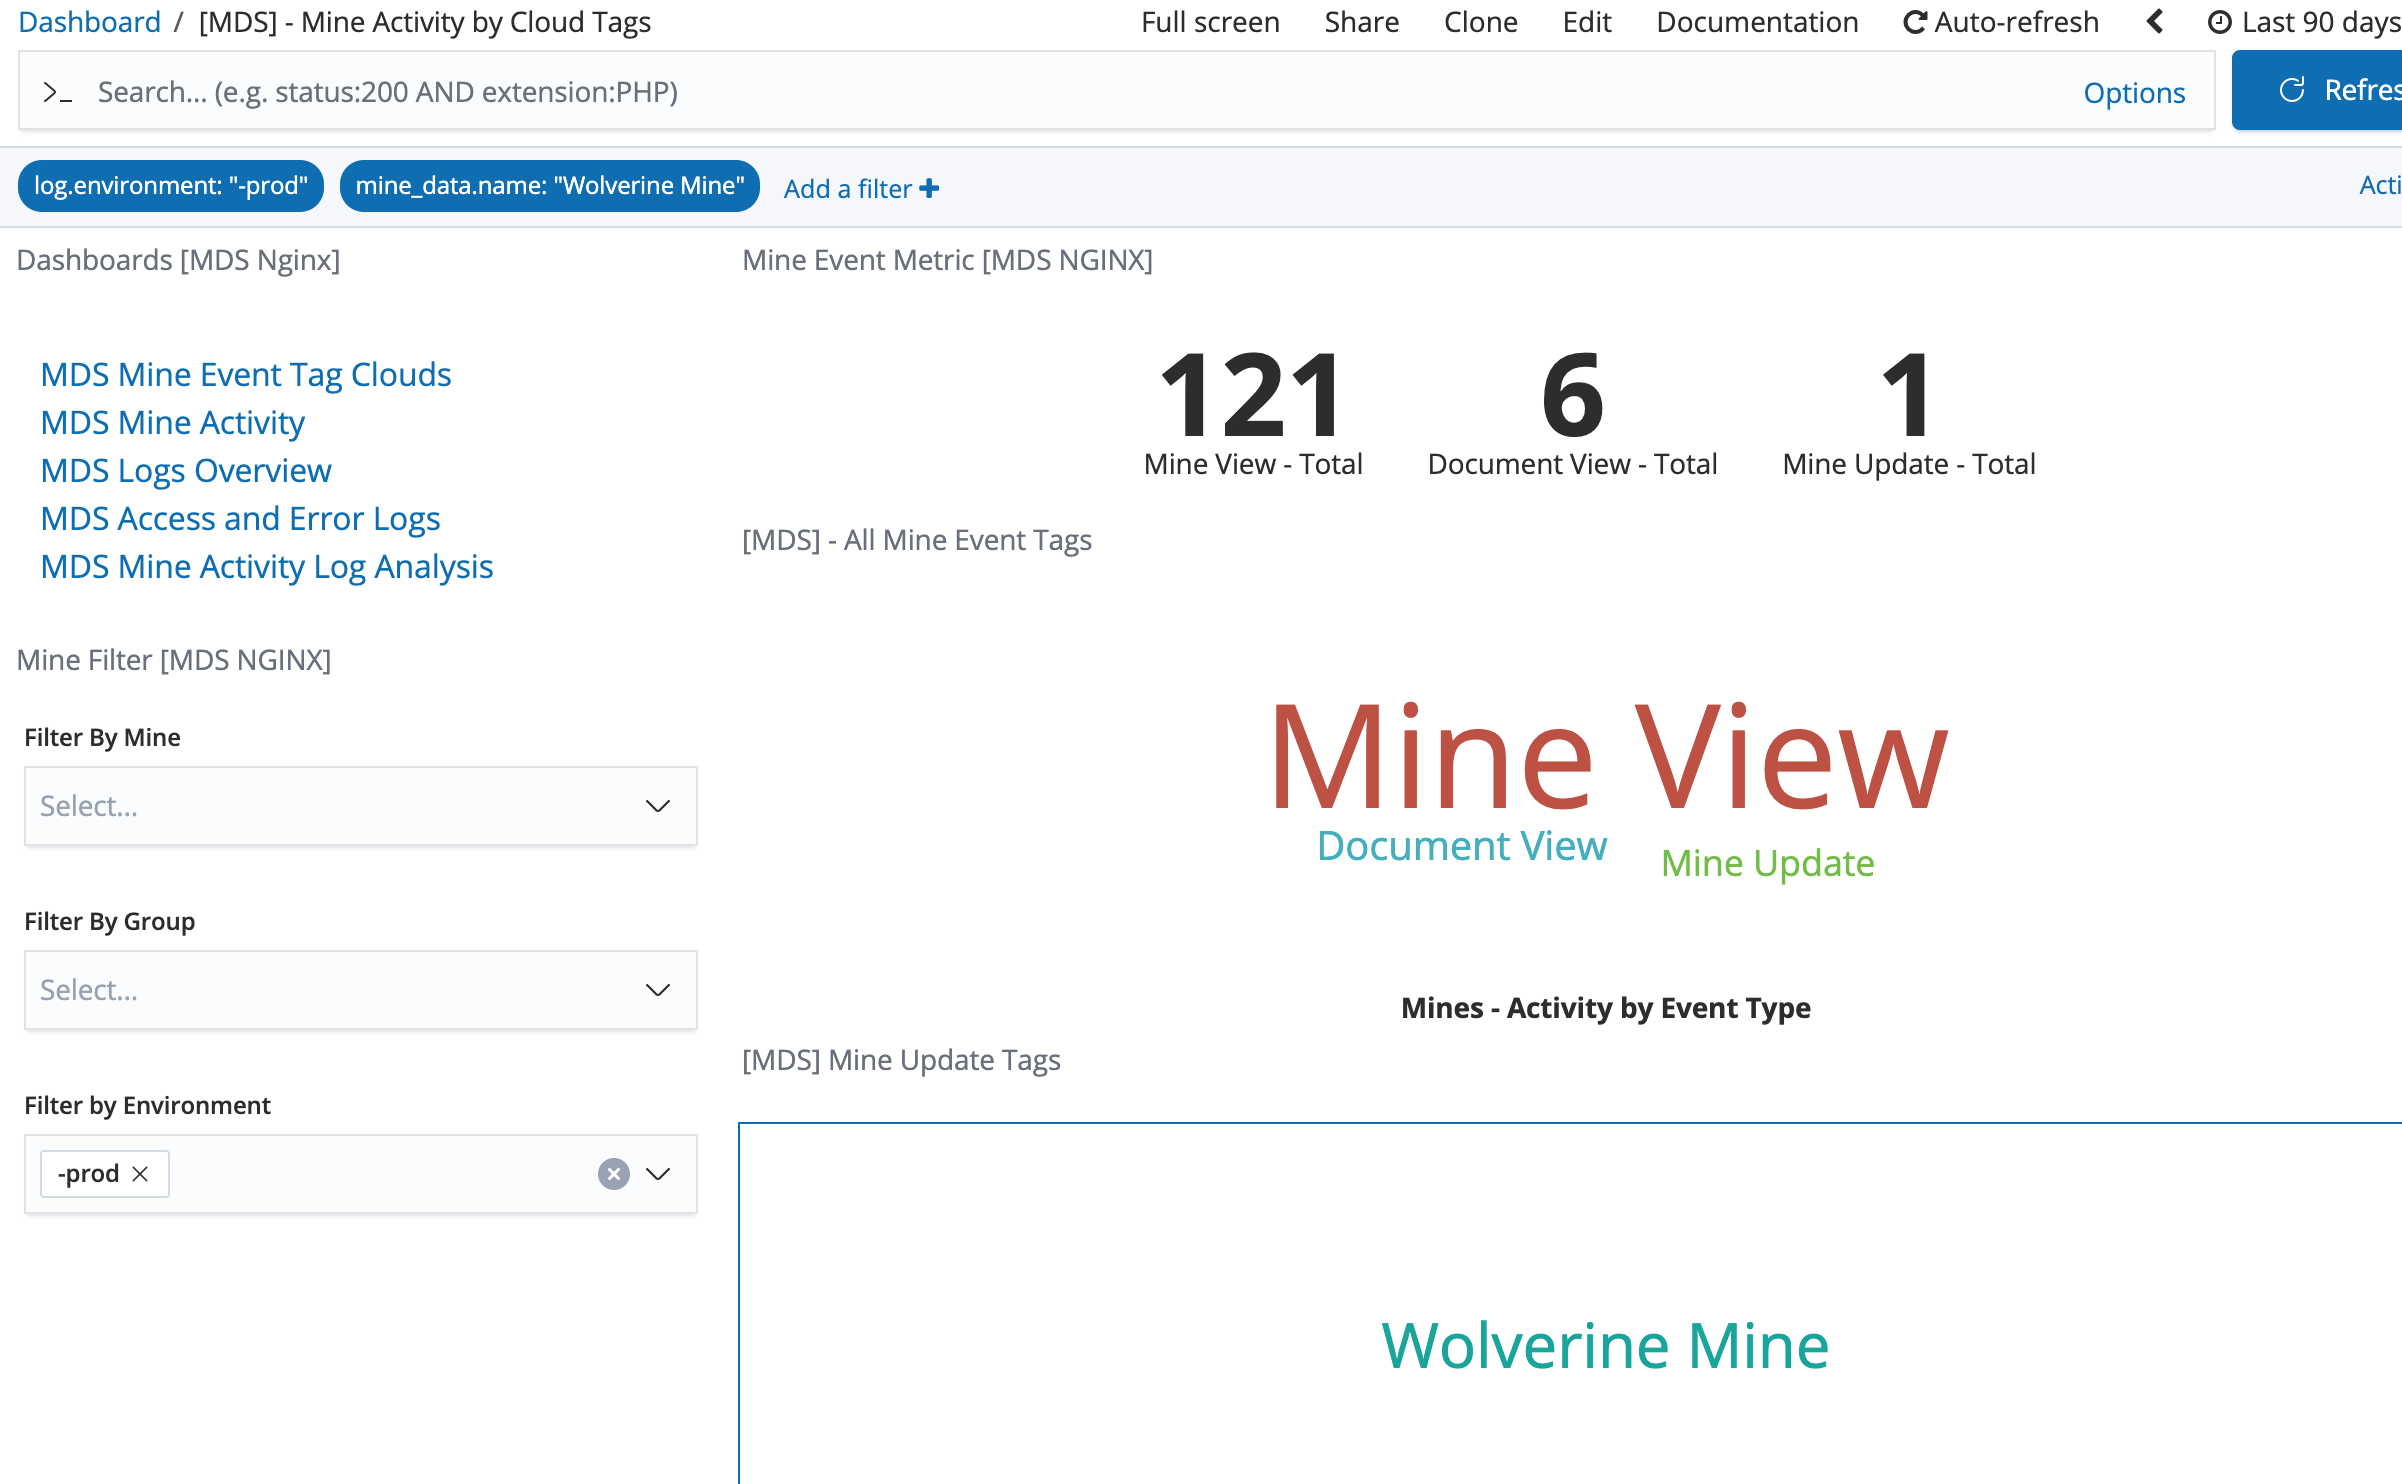 Dashboard / [MDS] - Mine Activity by Cloud Tags
Full screen Share Clone Edit Documentation Auto-refresh Last 90 days
>_ Search... (e.g. status:200 AND extension:PHP) Options Refres
log.environment: "-prod" mine_data.name: "Wolverine Mine" Add a filter + Acti
Dashboards [MDS Nginx]
MDS Mine Event Tag Clouds
MDS Mine Activity
MDS Logs Overview
MDS Access and Error Logs
MDS Mine Activity Log Analysis
Mine Filter [MDS NGINX]
Filter By Mine
Select...
Filter By Group
Select...
Filter by Environment
-prod
Mine Event Metric [MDS NGINX]
121 6 1
Mine View - Total Document View - Total Mine Update - Total
[MDS] - All Mine Event Tags
Mine View
Document View Mine Update
Mines - Activity by Event Type
[MDS] Mine Update Tags
Wolverine Mine